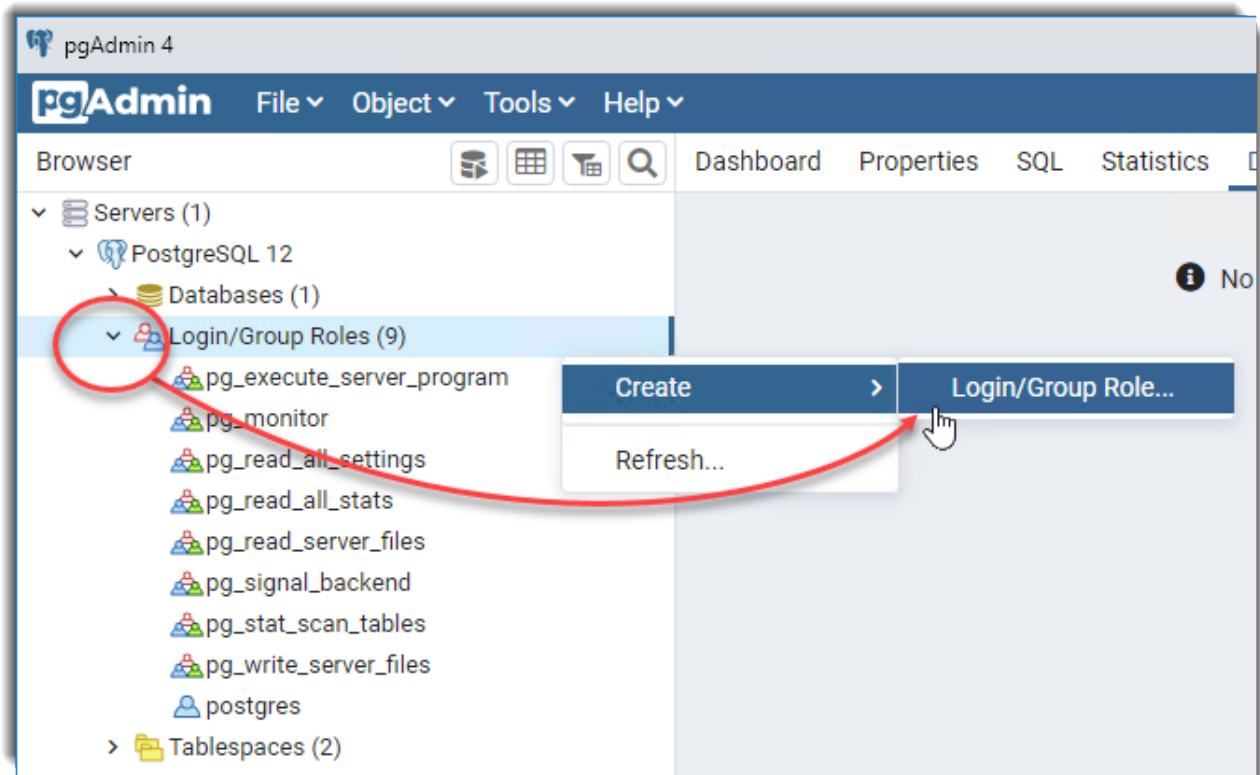 pgAdmin 4
pgAdmin File Object Tools Help
Browser Dashboard Properties SQL Statistics
Servers (1)
PostgreSQL 12
Databases (1)
No
Login/Group Roles (9)
pg_execute_server_program
Create Login/Group Role...
pg_monitor
pg_read_all_settings
Refresh...
pg_read_all_stats
pg_read_server_files
pg_signal_backend
pg_stat_scan_tables
pg_write_server_files
postgres
Tablespaces (2)